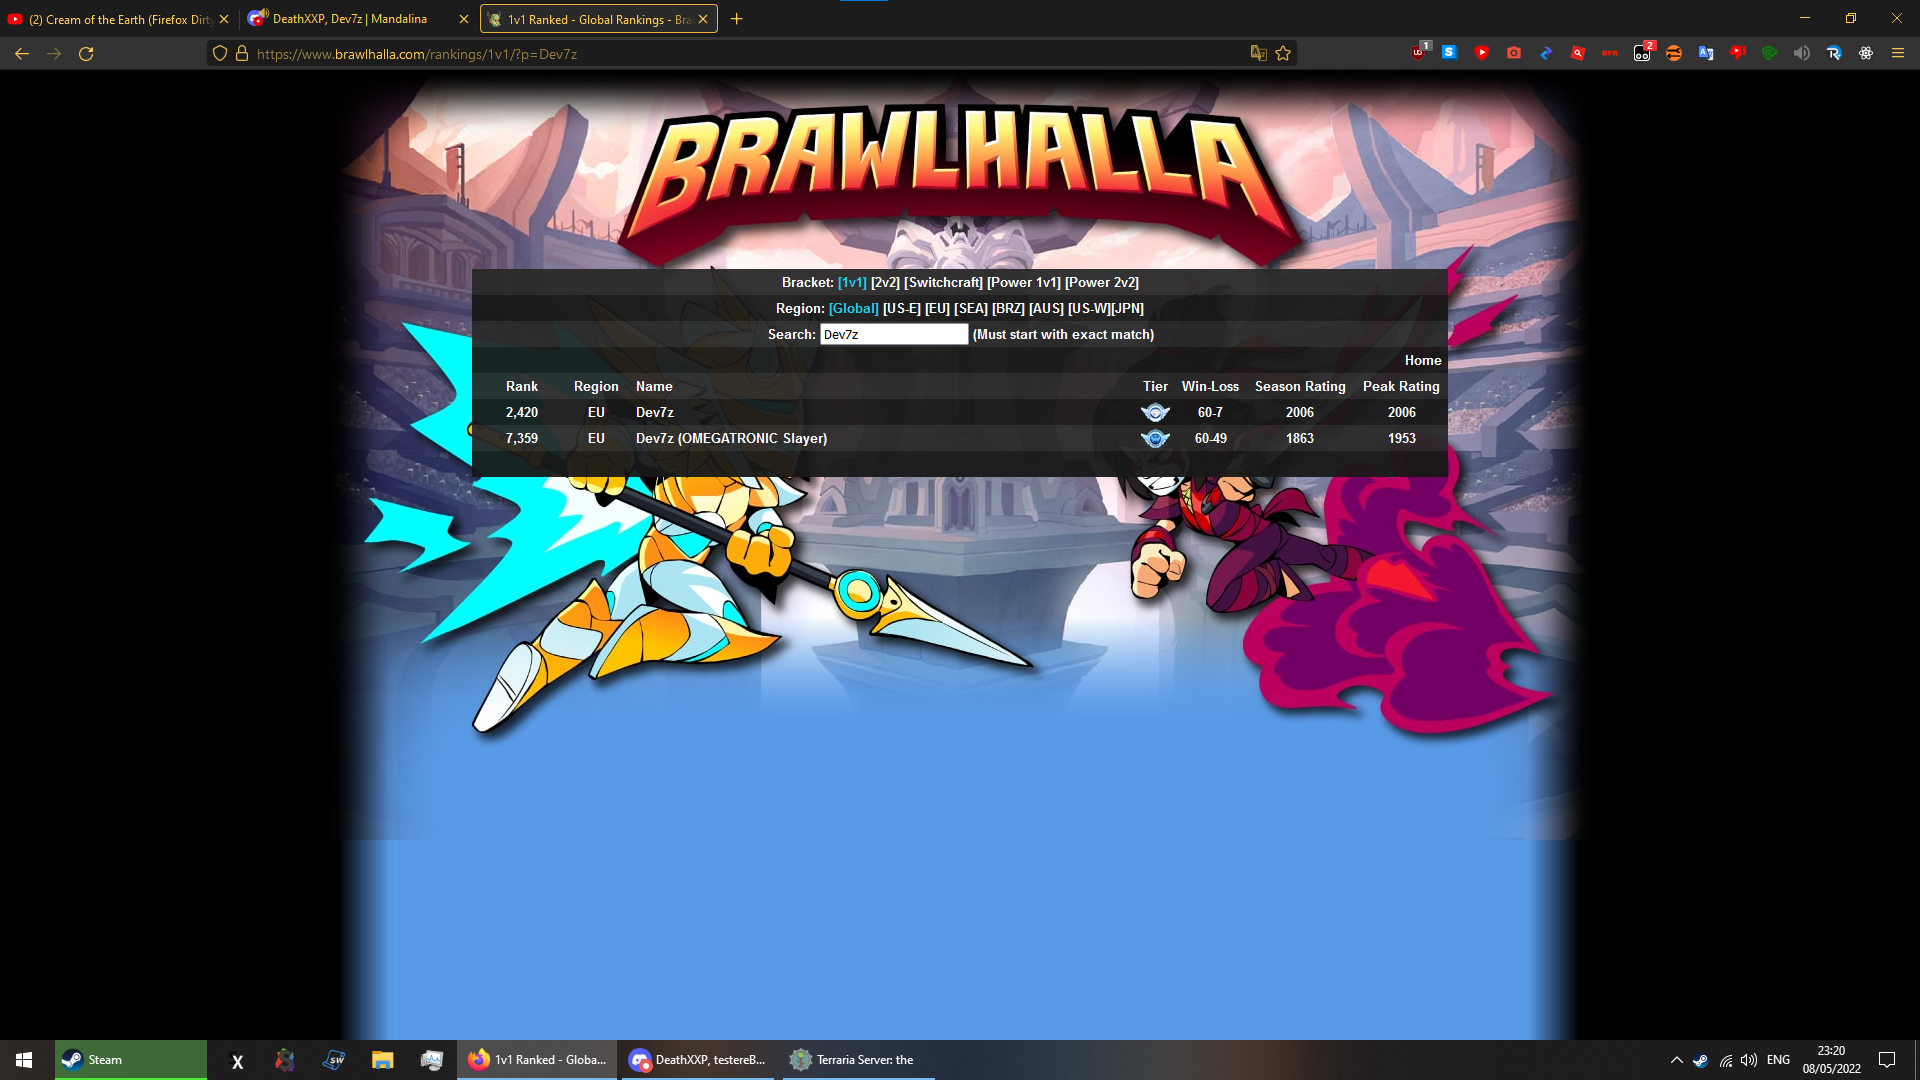 (2) Cream of the Earth (Firefox Dirt
DeathXXP, Dev7z | Mandalina
1v1 Ranked - Global Rankings - Bra
https://www.brawlhalla.com/rankings/1v1/?p=Dev7z
1
2
BRAWLHALLA
Bracket: [1v1] [2v2] [Switchcraft] [Power 1v1] [Power 2v2]
Region: [Global] [US-E] [EU] [SEA] [BRZ] [AUS] [US-W][JPN]
Search: Dev7z (Must start with exact match)
Home
Rank Region Name Tier Win-Loss Season Rating Peak Rating
2,420 EU Dev7z 60-7 2006 2006
7,359 EU Dev7z (OMEGATRONIC Slayer) 60-49 1863 1953
Steam
1v1 Ranked - Globa...
DeathXXP, testereB...
Terraria Server: the
ENG
23:20
08/05/2022